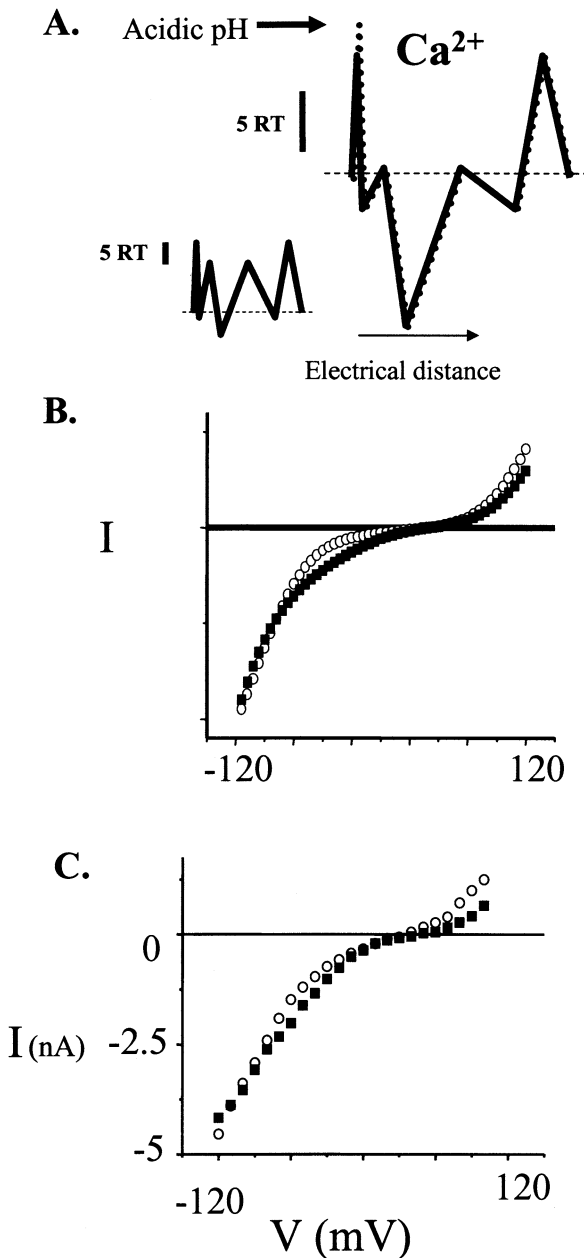 A.
Acidic pH
Ca²⁺
5 RT
5 RT
Electrical distance
B.
I
-120 120
C.
0
I (nA) -2.5
-5
-120 120
V (mV)